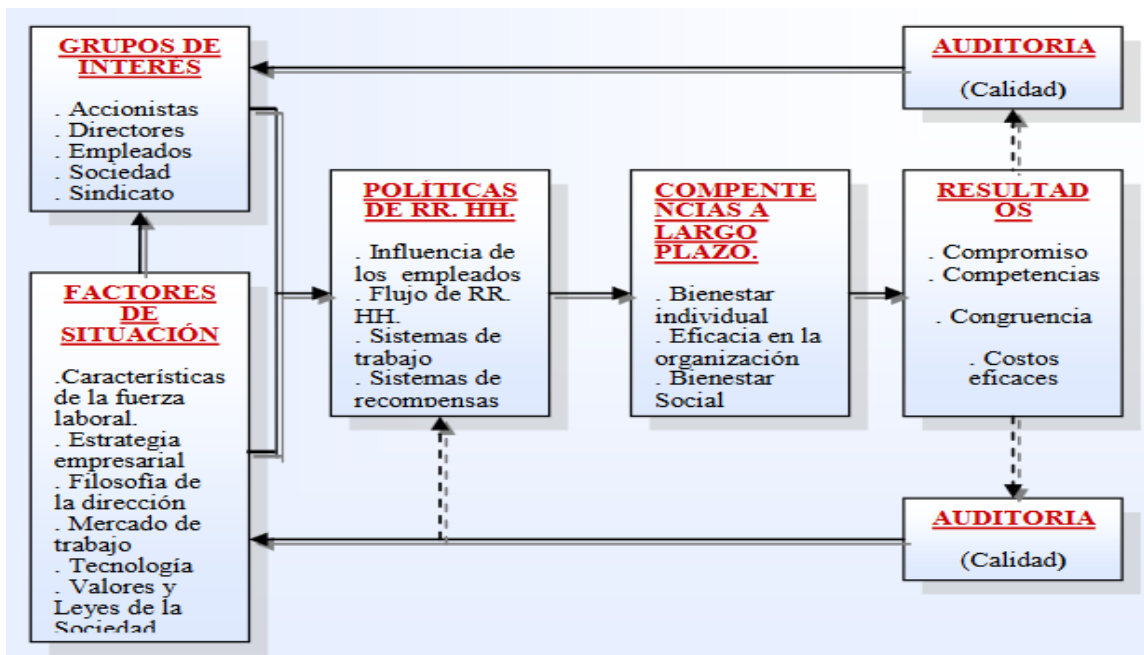 GRUPOS DE
INTERÉS
. Accionistas
. Directores
. Empleados
. Sociedad
. Sindicato
FACTORES
DE
SITUACIÓN
.Características
de la fuerza
laboral.
. Estrategia
empresarial
. Filosofía de
la dirección
. Mercado de
trabajo
. Tecnología
. Valores y
Leyes de la
Sociedad
POLÍTICAS
DE RR. HH.
. Influencia de
los empleados
. Flujo de RR.
HH.
. Sistemas de
trabajo
. Sistemas de
recompensas
COMPENTE
NCIAS A
LARGO
PLAZO.
. Bienestar
individual
. Eficacia en la
organización
. Bienestar
Social
AUDITORIA
(Calidad)
RESULTAD
OS
. Compromiso
. Competencias
. Congruencia
. Costos
eficaces
AUDITORIA
(Calidad)